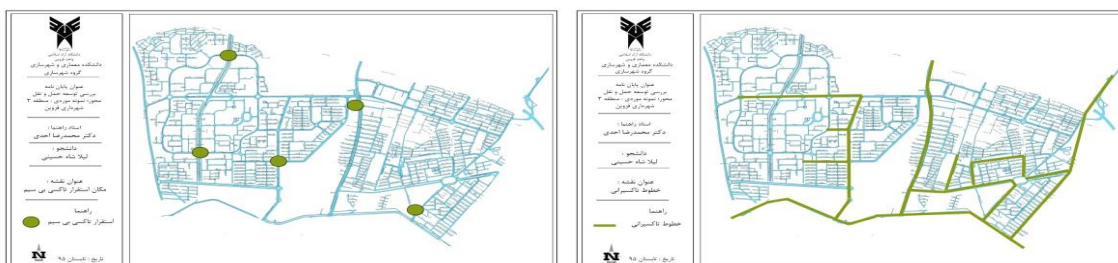 دانشگاه آزاد اسلامی
واحد قزوین
دانشکده معماری و شهرسازی
گروه شهرسازی
عنوان پایان نامه
بررسی توسعه حمل و نقل
محور؛ نمونه موردی : منطقه ۳
شهرداری قزوین
استاد راهنما :
دکتر محمدرضا احدی
دانشجو :
لیلا شاه حسینی
عنوان نقشه :
مکان استقرار تاکسی بی سیم
راهنما
استقرار تاکسی بی سیم
N
تاریخ : تابستان ۹۵
دانشگاه آزاد اسلامی
واحد قزوین
دانشکده معماری و شهرسازی
گروه شهرسازی
عنوان پایان نامه
بررسی توسعه حمل و نقل
محور؛ نمونه موردی : منطقه ۳
شهرداری قزوین
استاد راهنما :
دکتر محمدرضا احدی
دانشجو :
لیلا شاه حسینی
عنوان نقشه :
خطوط تاکسیرانی
راهنما
خطوط تاکسیرانی
N
تاریخ : تابستان ۹۵